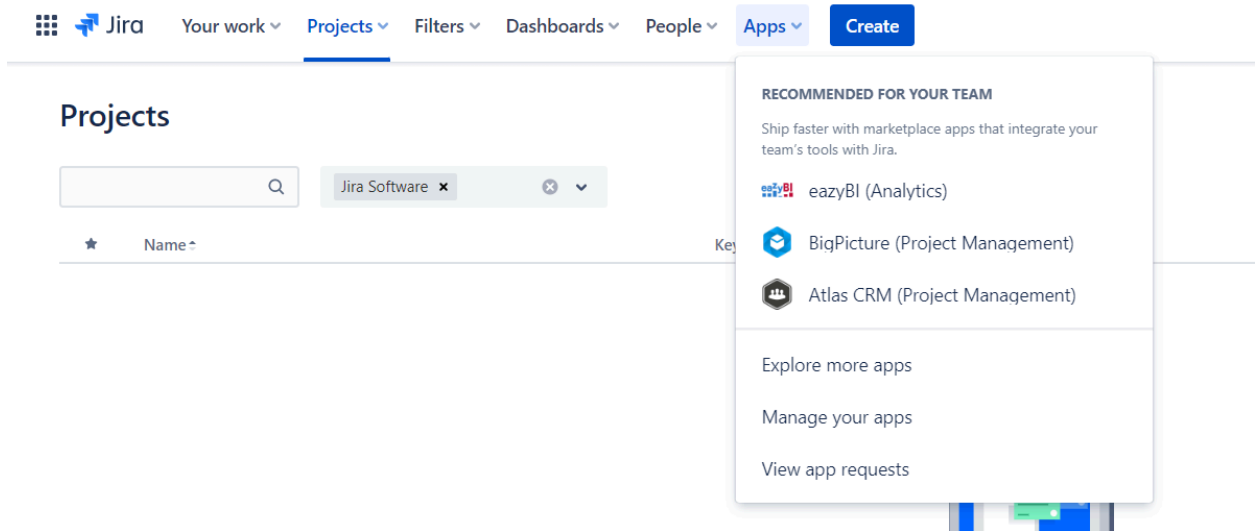 Jira Your work Projects Filters Dashboards People Apps Create
Projects
Jira Software
Name
RECOMMENDED FOR YOUR TEAM
Ship faster with marketplace apps that integrate your
team's tools with Jira.
eazyBI eazyBI (Analytics)
BigPicture (Project Management)
Atlas CRM (Project Management)
Explore more apps
Manage your apps
View app requests